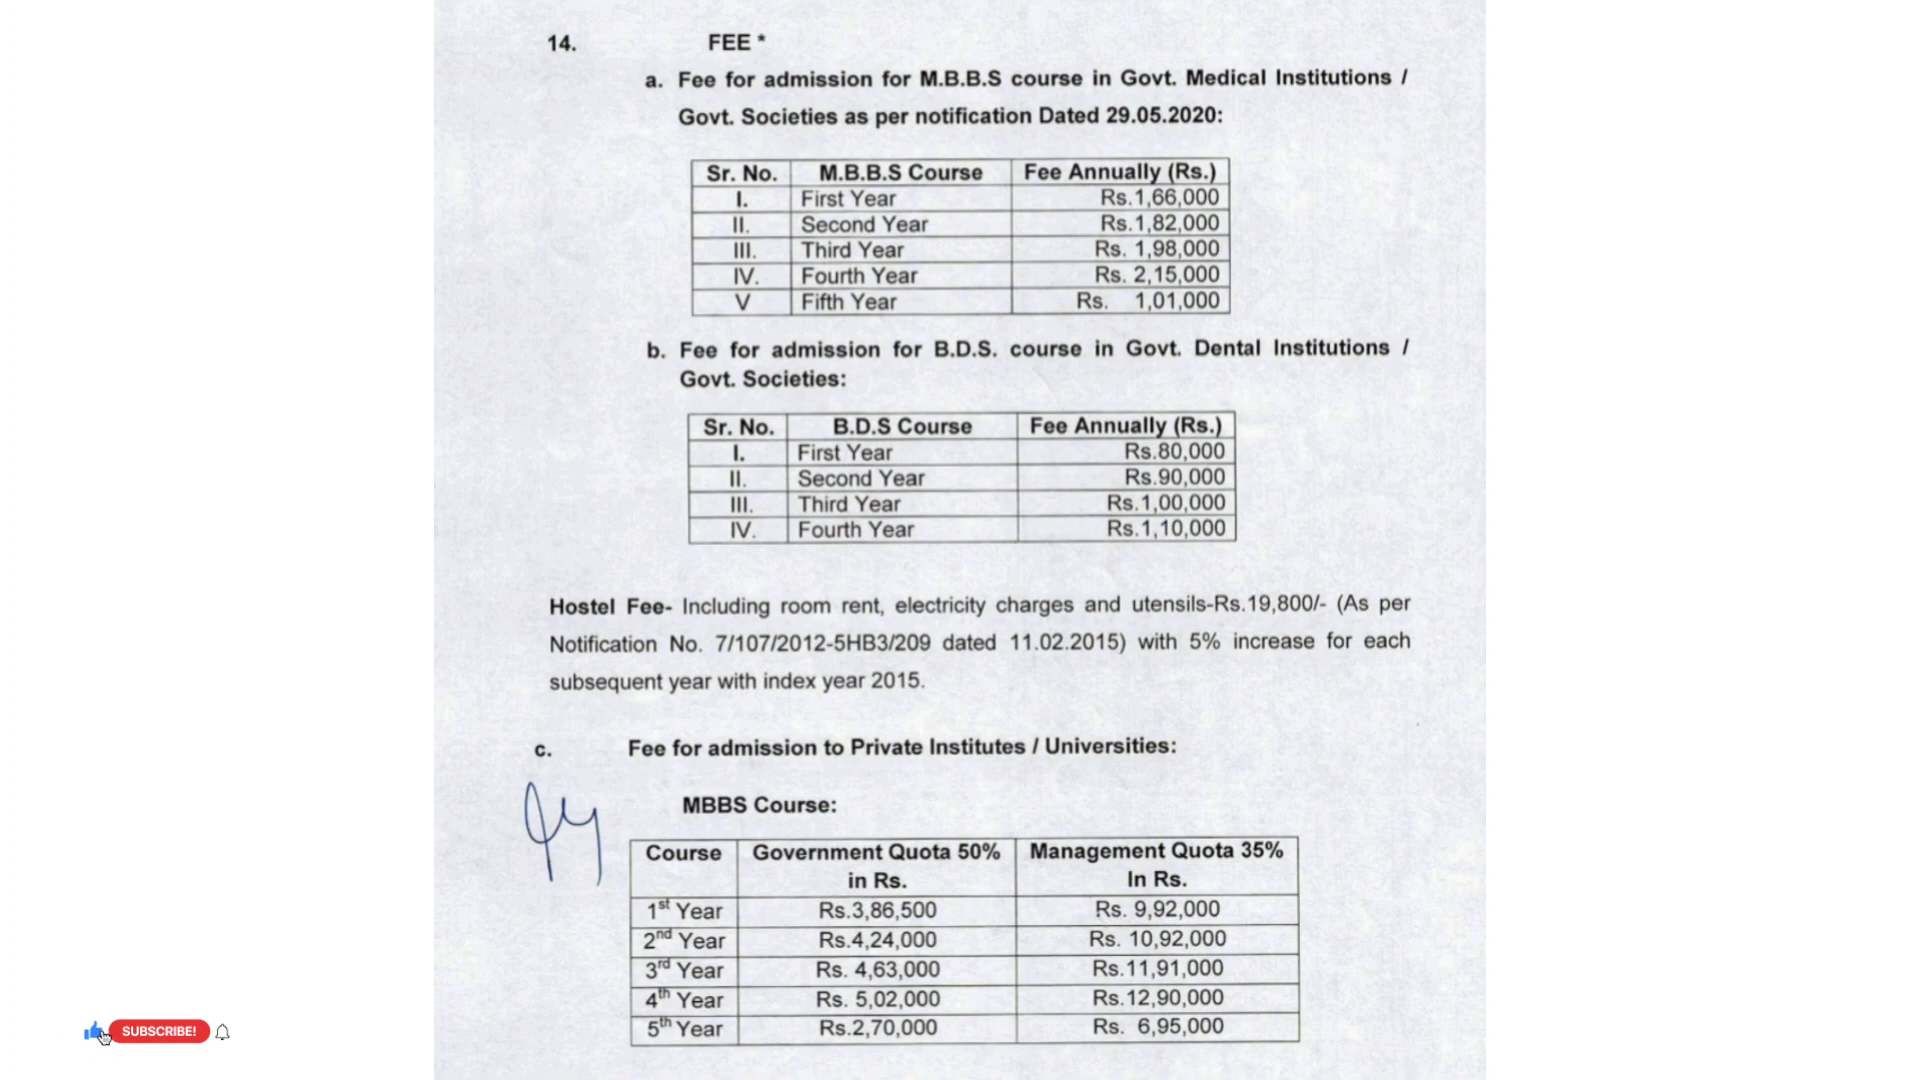 14. FEE *
a. Fee for admission for M.B.B.S course in Govt. Medical Institutions /
Govt. Societies as per notification Dated 29.05.2020:
Sr. No. M.B.B.S Course Fee Annually (Rs.)
I. First Year Rs.1,66,000
II. Second Year Rs.1,82,000
III. Third Year Rs. 1,98,000
IV. Fourth Year Rs. 2,15,000
V Fifth Year Rs. 1,01,000
b. Fee for admission for B.D.S. course in Govt. Dental Institutions /
Govt. Societies:
Sr. No. B.D.S Course Fee Annually (Rs.)
I. First Year Rs.80,000
II. Second Year Rs.90,000
III. Third Year Rs.1,00,000
IV. Fourth Year Rs.1,10,000
Hostel Fee- Including room rent, electricity charges and utensils-Rs.19,800/- (As per
Notification No. 7/107/2012-5HB3/209 dated 11.02.2015) with 5% increase for each
subsequent year with index year 2015.
c. Fee for admission to Private Institutes / Universities:
MBBS Course:
Course Government Quota 50% Management Quota 35%
in Rs. In Rs.
1st Year Rs.3,86,500 Rs. 9,92,000
2nd Year Rs.4,24,000 Rs. 10,92,000
3rd Year Rs. 4,63,000 Rs.11,91,000
4th Year Rs. 5,02,000 Rs.12,90,000
5th Year Rs.2,70,000 Rs. 6,95,000
SUBSCRIBE!